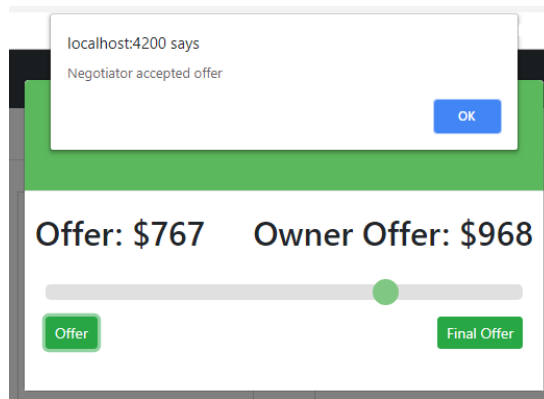 localhost:4200 says
Negotiator accepted offer
OK
Offer: $767 Owner Offer: $968
Offer Final Offer